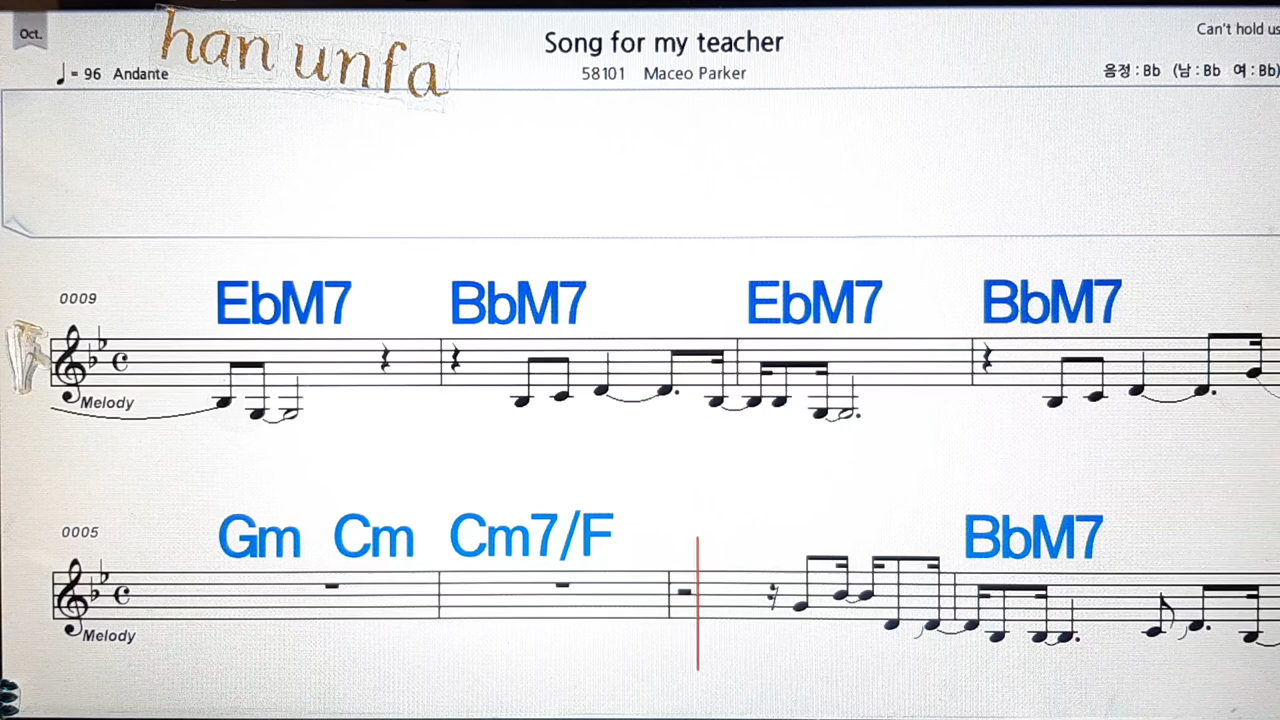 Oct.
han unfa
Song for my teacher
Can't hold us
♩= 96 Andante
58101 Maceo Parker
음정 : Bb (남 : Bb 여 : Bb)
0009
EbM7 BbM7 EbM7 BbM7
Melody
0005
Gm Cm Cm7/F BbM7
Melody